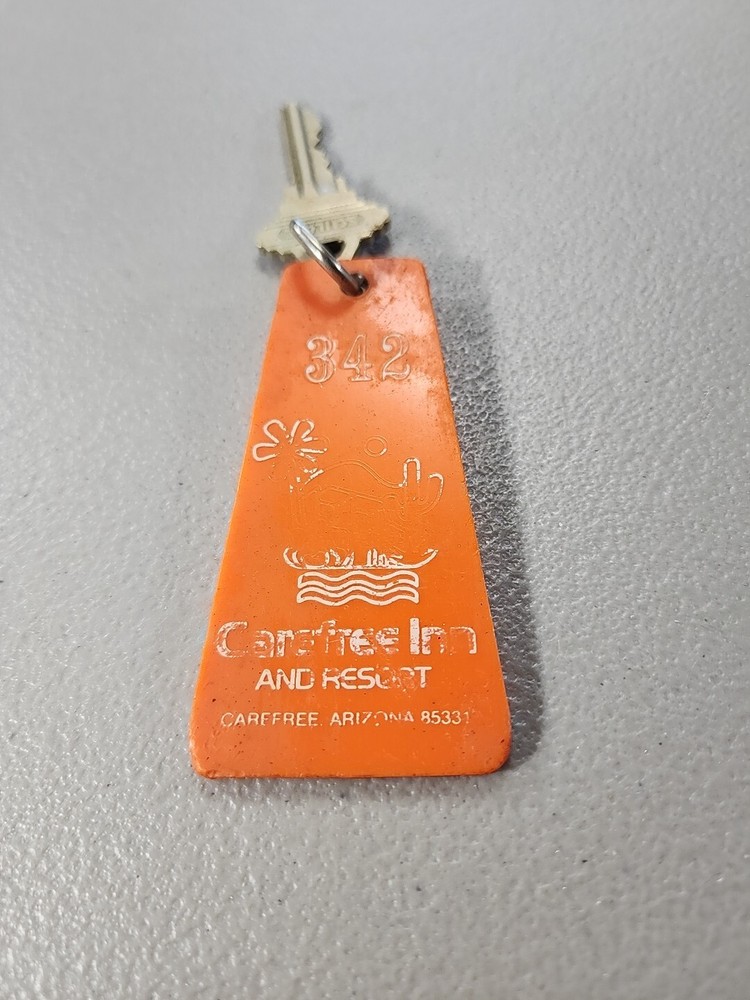 342
Carefree Inn
AND RESORT
CAREFREE, ARIZONA 85331